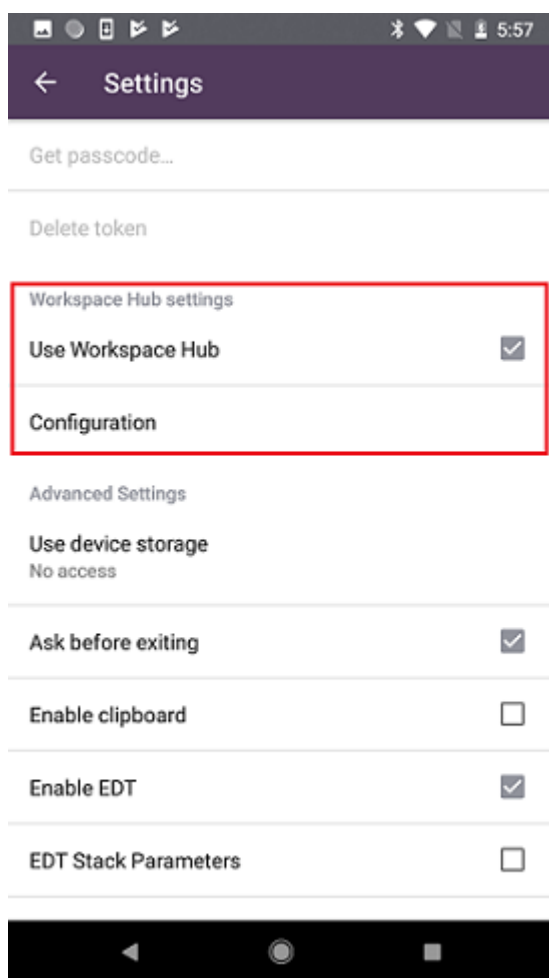 5:57
Settings
Get passcode...
Delete token
Workspace Hub settings
Use Workspace Hub
Configuration
Advanced Settings
Use device storage
No access
Ask before exiting
Enable clipboard
Enable EDT
EDT Stack Parameters